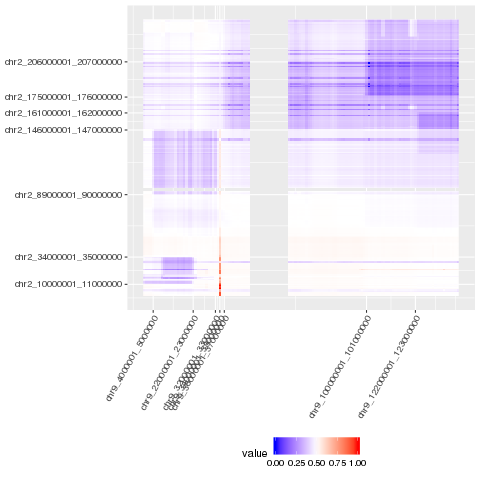 chr2_206000001_207000000
chr2_175000001_176000000
chr2_161000001_162000000
chr2_146000001_147000000
chr2_89000001_90000000
chr2_34000001_35000000
chr2_10000001_11000000
chr9_4000001_5000000
chr9_22000001_23000000
chr9_100000001_101000000
chr9_122000001_123000000
value
0.00 0.25 0.50 0.75 1.00